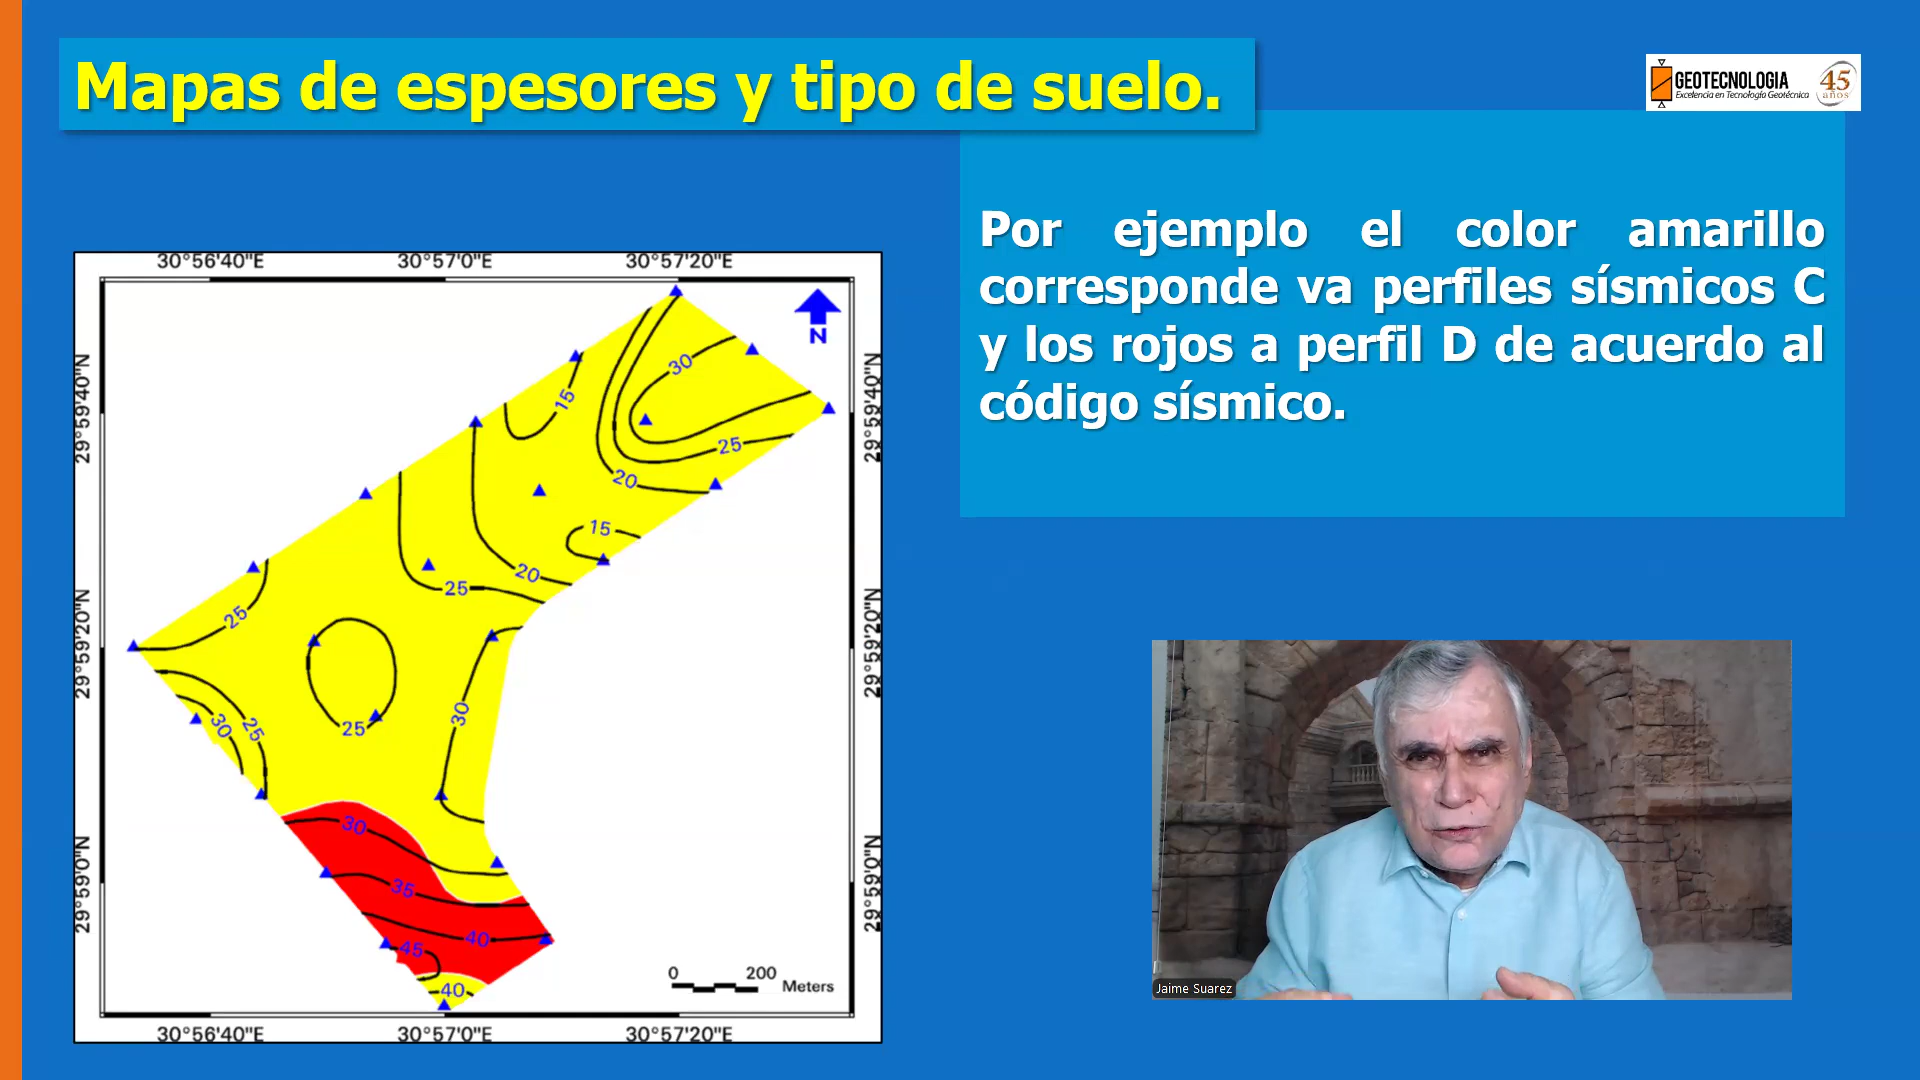 Mapas de espesores y tipo de suelo.
GEOTECNOLOGIA
Excelencia en Tecnología Geotécnica
45
años
Por ejemplo el color amarillo
corresponde va perfiles sísmicos C
y los rojos a perfil D de acuerdo al
código sísmico.
30°56'40"E 30°57'0"E 30°57'20"E
N
29°59'40"N 29°59'40"N
29°59'20"N 29°59'20"N
29°59'0"N 29°59'0"N
30
15
25
20
15
20
25
25
30
25
25
30
30
35
40
45
40
0 200
Meters
30°56'40"E 30°57'0"E 30°57'20"E
Jaime Suarez